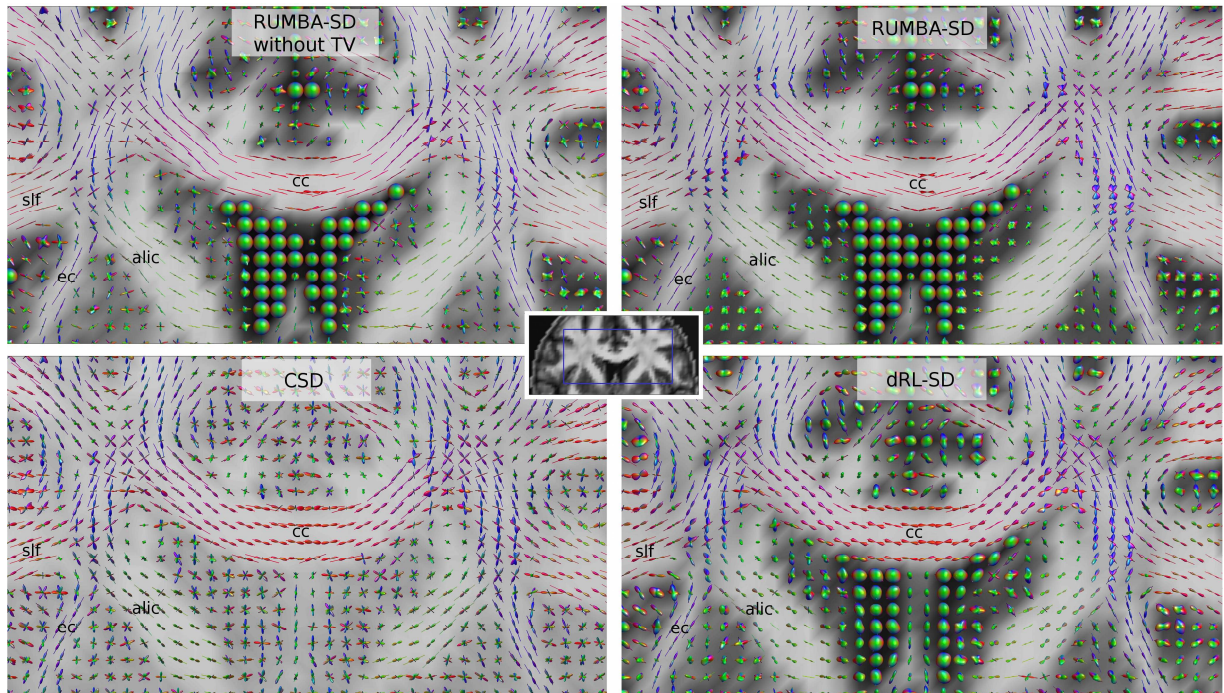 RUMBA-SD
without TV
cc
slf
alic
ec
RUMBA-SD
cc
slf
alic
ec
CSD
cc
slf
alic
ec
dRL-SD
cc
slf
alic
ec